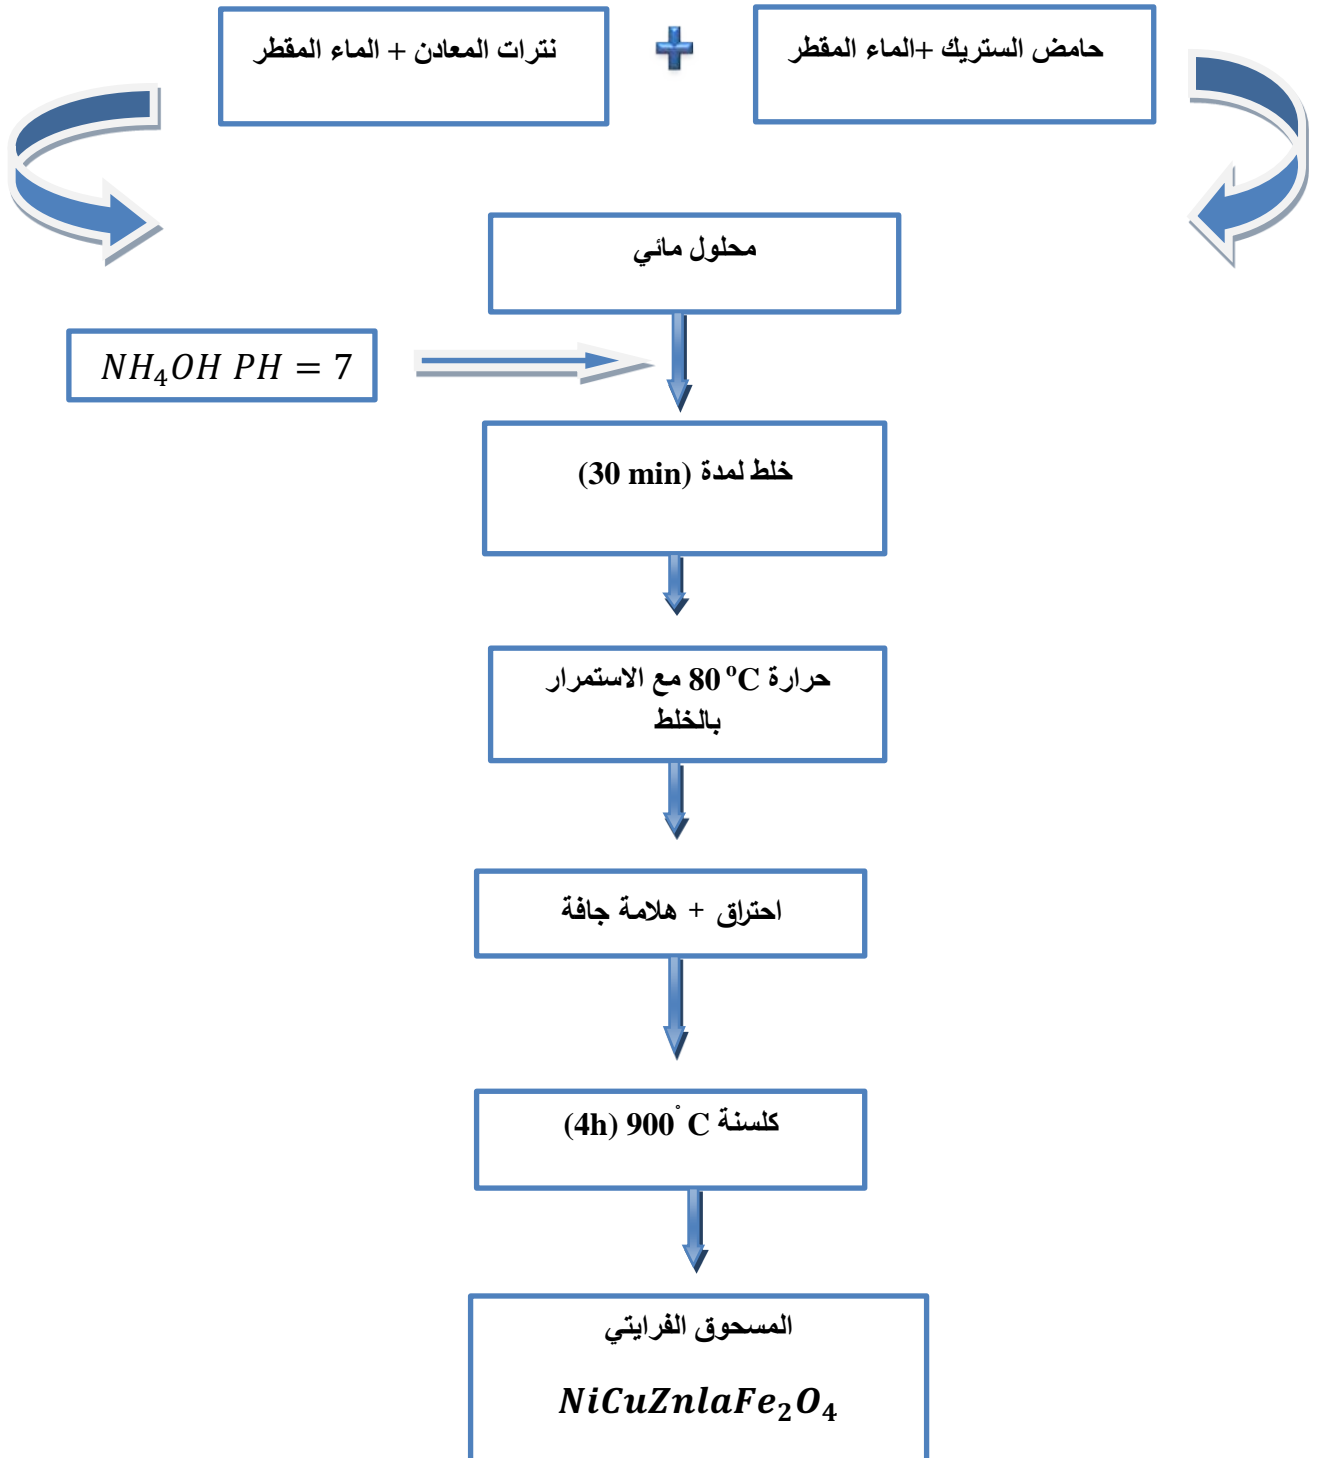 حامض الستريك +الماء المقطر
نترات المعادن + الماء المقطر
محلول مائي
NH₄OH PH = 7
خلط لمدة (30 min)
حرارة 80 ºC مع الاستمرار
بالخلط
احتراق + هلامة جافة
كلسنة 900˚ C (4h)
المسحوق الفرايتي
NiCuZnlaFe₂O₄